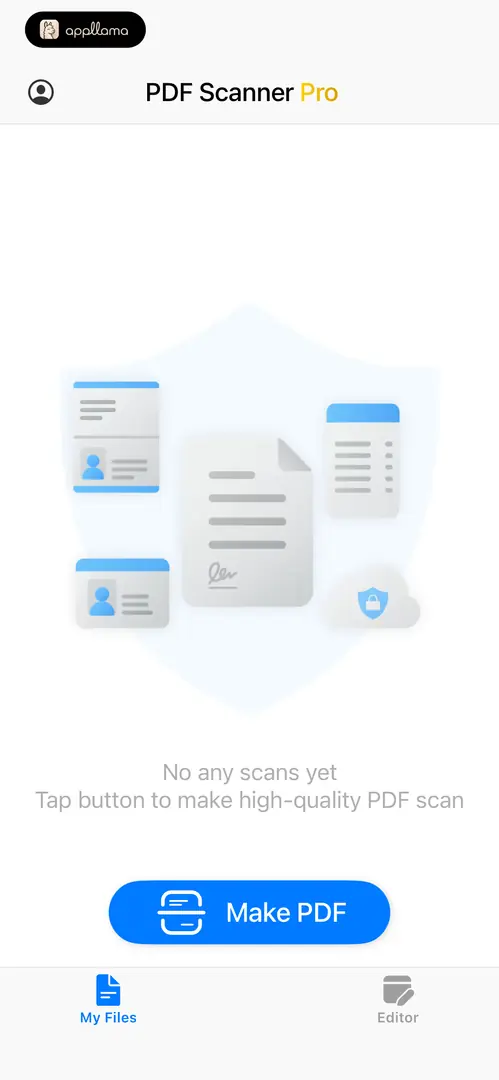 appllama
PDF Scanner Pro
No any scans yet
Tap button to make high-quality PDF scan
Make PDF
My Files
Editor